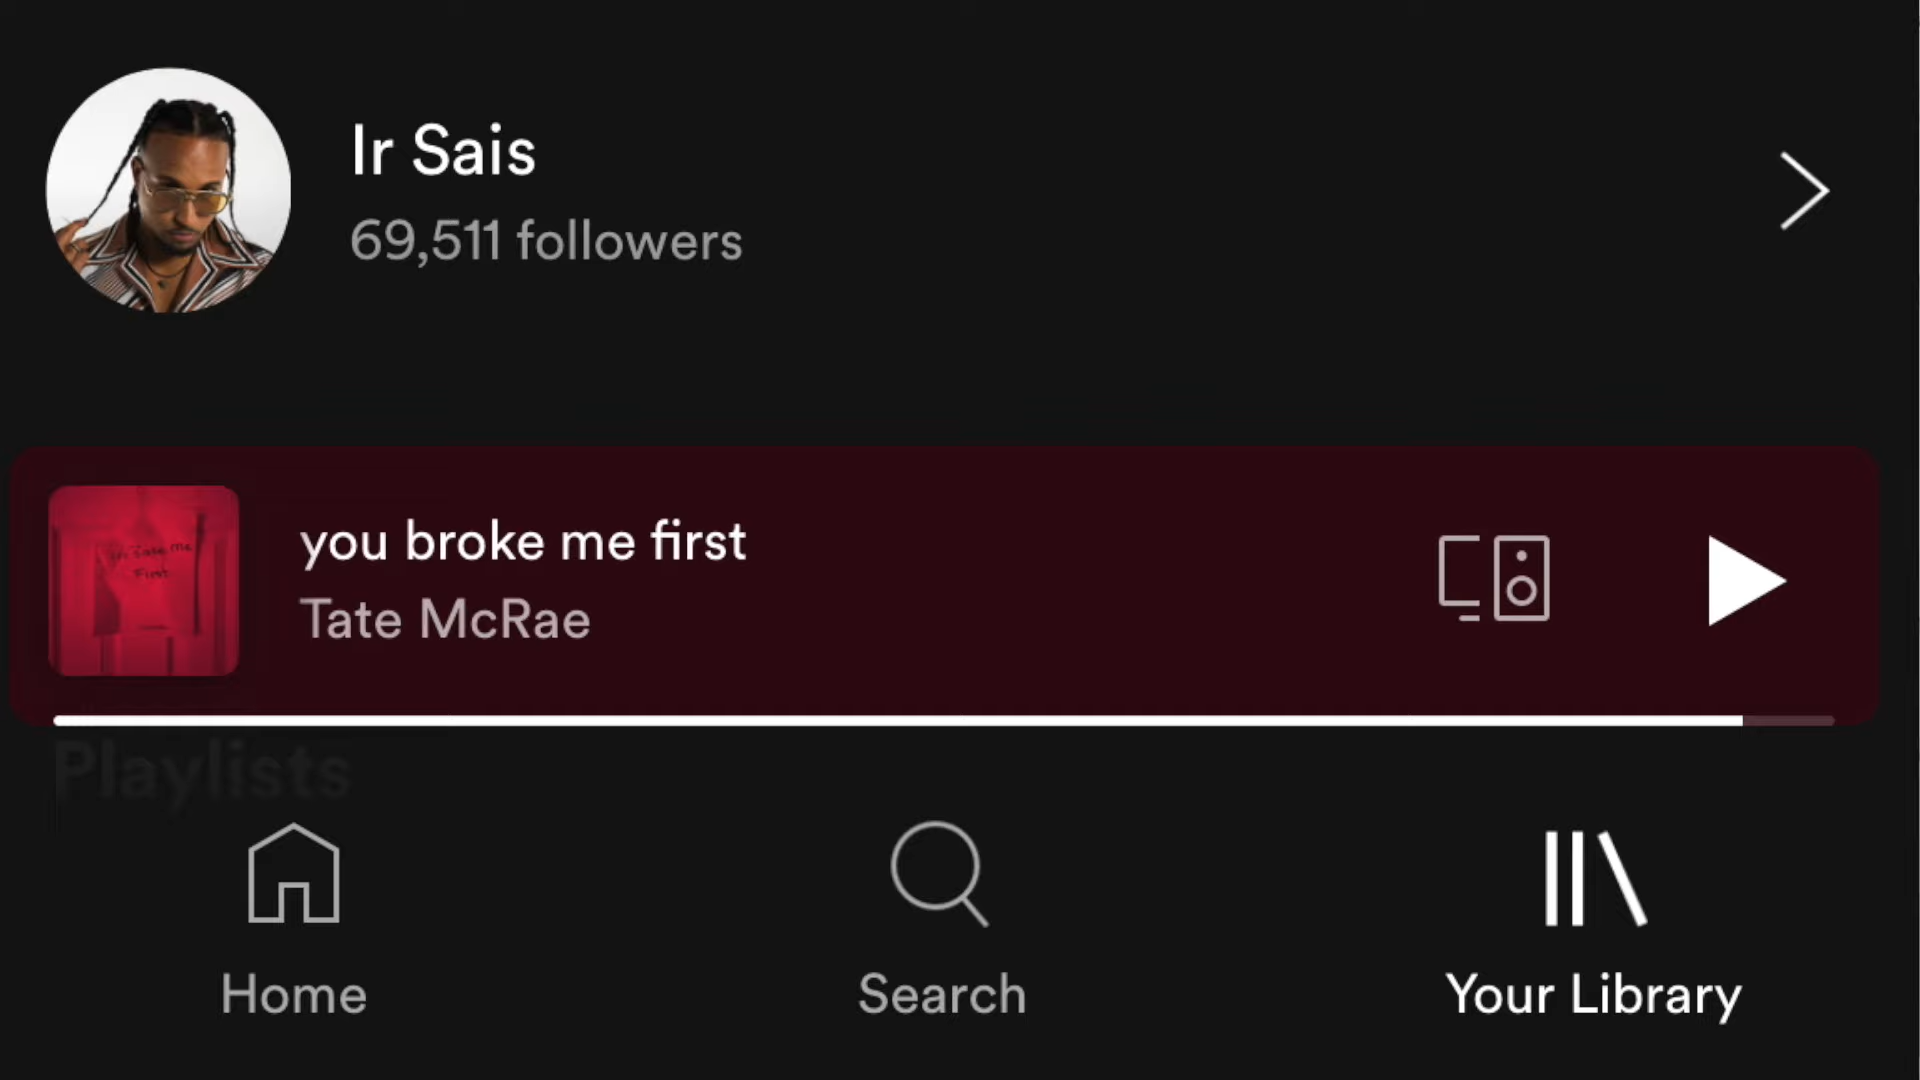 Ir Sais
69,511 followers
you broke me first
Tate McRae
Playlists
Home
Search
Your Library